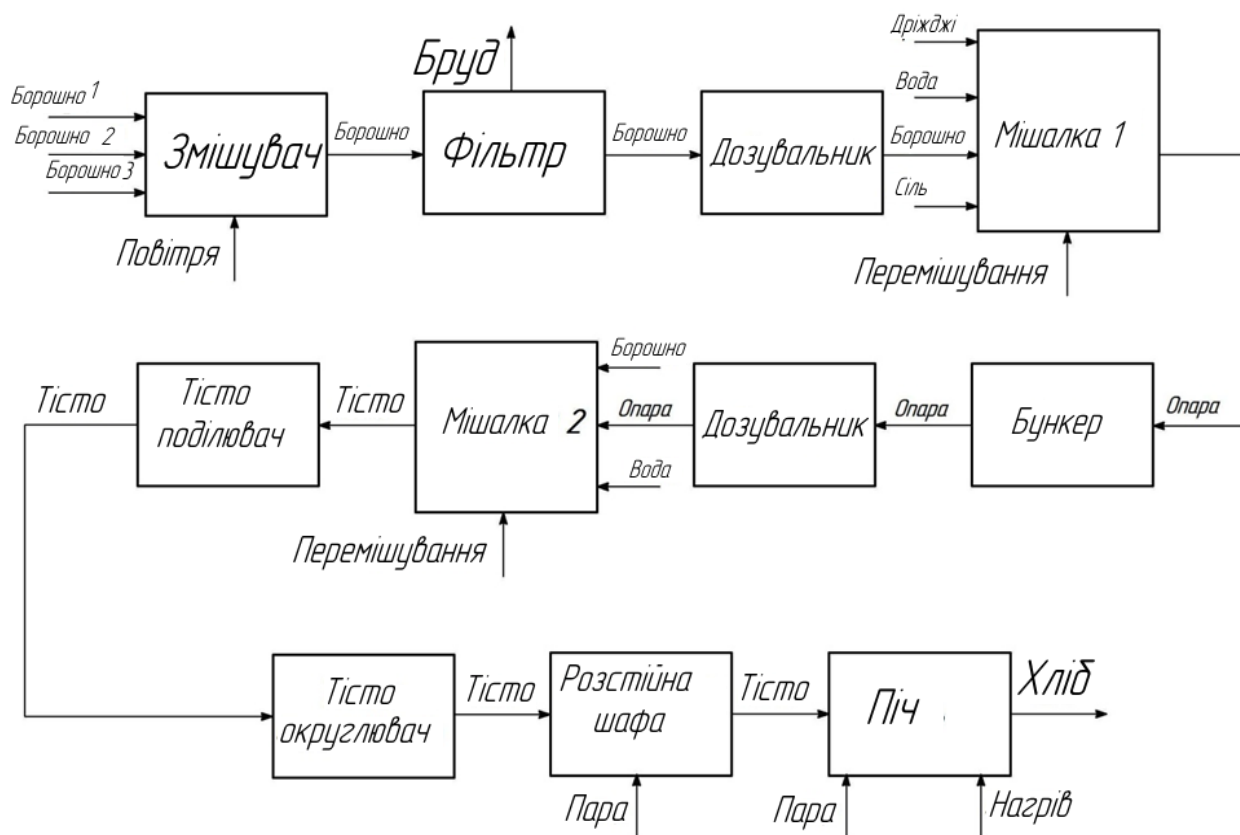 Борошно 1
Борошно 2
Борошно 3
Змішувач
Повітря
Борошно
Бруд
Фільтр
Борошно
Дозувальник
Дріжджі
Вода
Борошно
Сіль
Мішалка 1
Перемішування
Опара
Бункер
Опара
Дозувальник
Борошно
Опара
Вода
Мішалка 2
Перемішування
Тісто
Тісто
поділювач
Тісто
Тісто
округлювач
Тісто
Розстійна
шафа
Пара
Тісто
Піч
Пара
Нагрів
Хліб